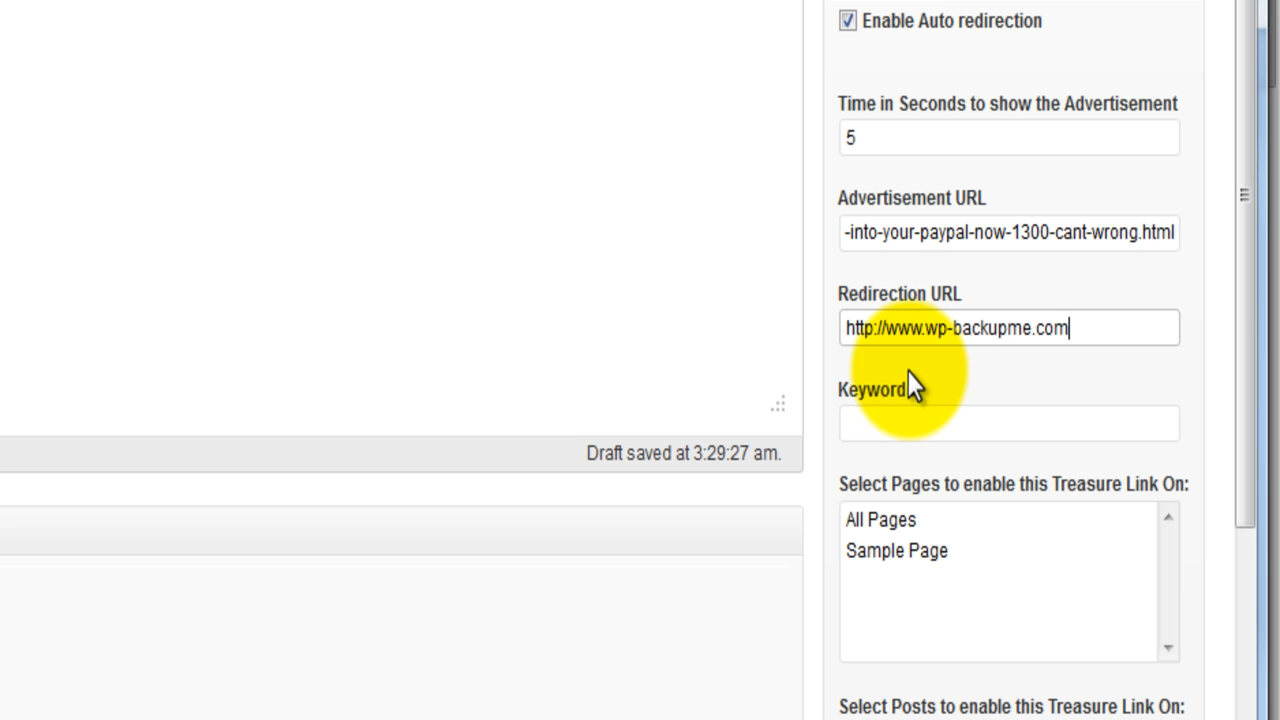 Enable Auto redirection
Time in Seconds to show the Advertisement
5
Advertisement URL
-into-your-paypal-now-1300-cant-wrong.html
Redirection URL
http://www.wp-backupme.com
Keyword
Draft saved at 3:29:27 am.
Select Pages to enable this Treasure Link On:
All Pages
Sample Page
Select Posts to enable this Treasure Link On: